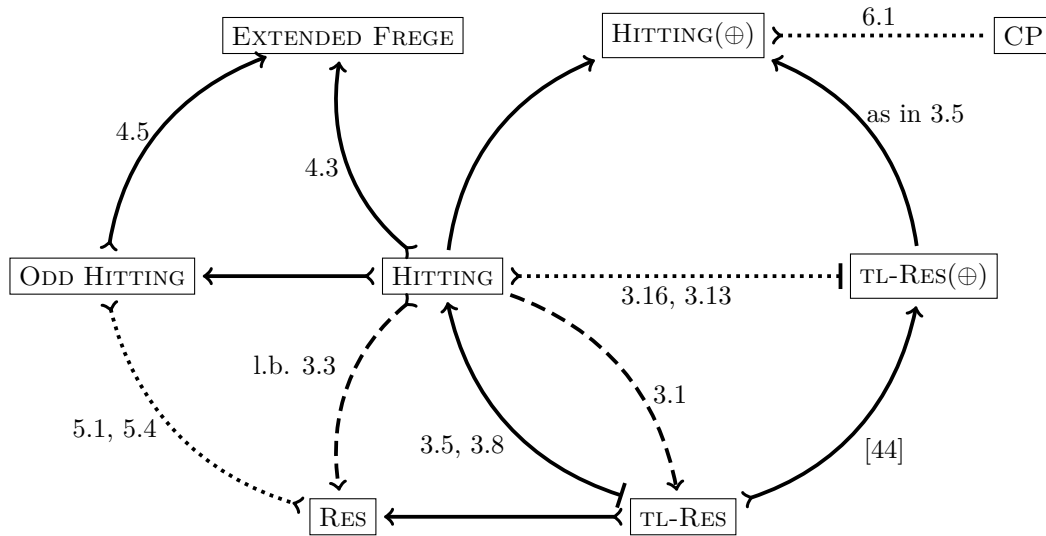 EXTENDED FREGE
HITTING(⊕)
6.1
CP
4.5
4.3
as in 3.5
ODD HITTING
HITTING
3.16, 3.13
TL-RES(⊕)
l.b. 3.3
3.1
5.1, 5.4
3.5, 3.8
[44]
RES
TL-RES